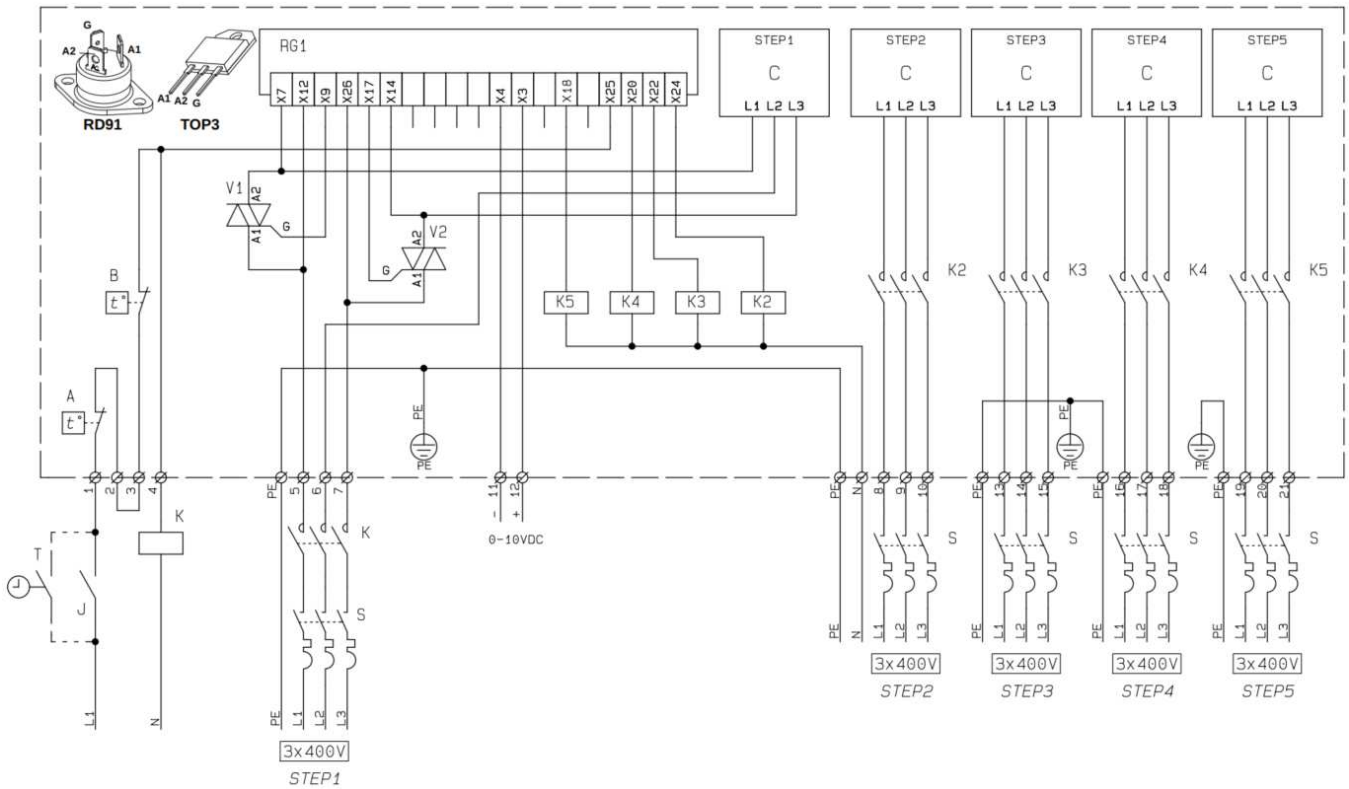 G
A2 A1
A1 A2 G
RD91 TOP3
RG1
X7 X12 X9 X26 X17 X14 X4 X3 X18 X25 X20 X22 X24
STEP1 STEP2 STEP3 STEP4 STEP5
C C C C C
L1 L2 L3 L1 L2 L3 L1 L2 L3 L1 L2 L3 L1 L2 L3
V1 A2
A1 G
A2 V2
G A1
B
t°
K2 K3 K4 K5
K5 K4 K3 K2
A
t°
PE PE PE
PE PE PE
1 2 3 4 PE 5 6 7 11 12 PE N 8 9 10 PE 13 14 15 PE 16 17 18 PE 19 20 21
- +
0-10VDC
K K
T J
S S S S S
PE N L1 L2 L3 PE L1 L2 L3 PE L1 L2 L3 PE L1 L2 L3
3x400V 3x400V 3x400V 3x400V
STEP2 STEP3 STEP4 STEP5
L1 N PE L1 L2 L3
3x400V
STEP1